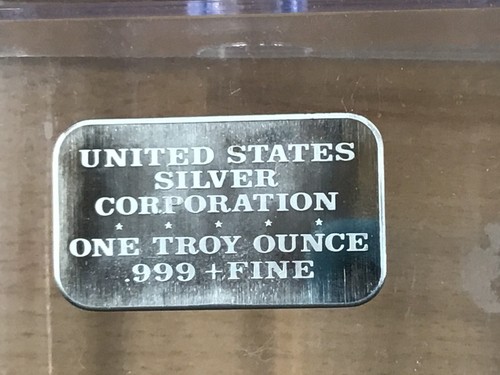 UNITED STATES
SILVER
CORPORATION
★ ★ ★ ★ ★
ONE TROY OUNCE
.999+FINE